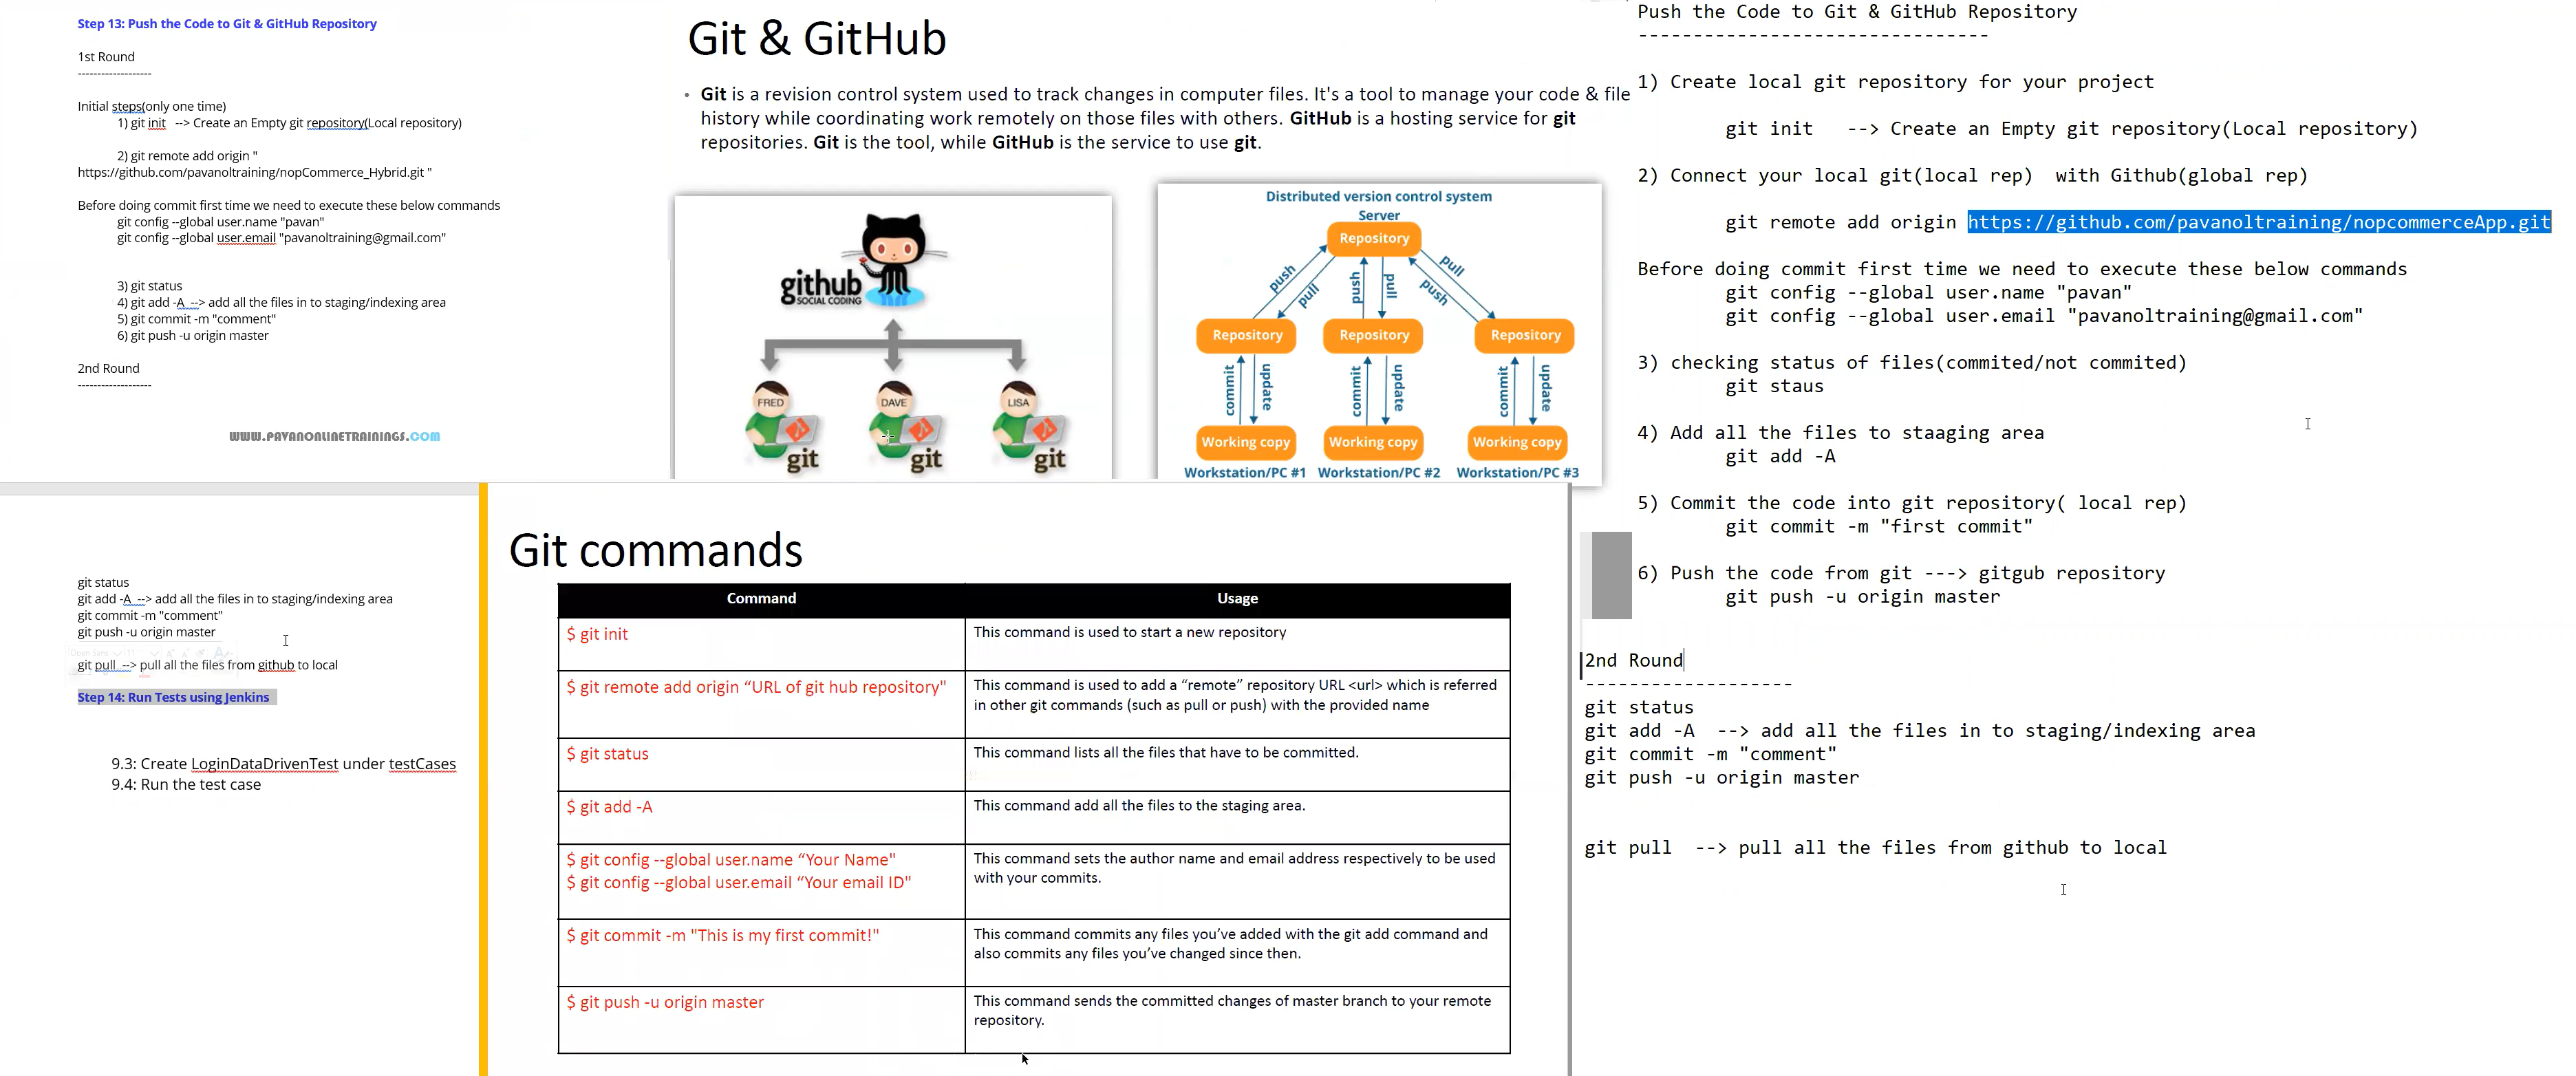 Step 13: Push the Code to Git & GitHub Repository
1st Round
-------------------
Initial steps(only one time)
1) git init --> Create an Empty git repository(Local repository)
2) git remote add origin "
https://github.com/pavanoltraining/nopCommerce_Hybrid.git "
Before doing commit first time we need to execute these below commands
git config --global user.name "pavan"
git config --global user.email "pavanoltraining@gmail.com"
3) git status
4) git add -A --> add all the files in to staging/indexing area
5) git commit -m "comment"
6) git push -u origin master
2nd Round
-------------------
WWW.PAVANONLINETRAININGS.COM
git status
git add -A --> add all the files in to staging/indexing area
git commit -m "comment"
git push -u origin master
git pull --> pull all the files from github to local
Step 14: Run Tests using Jenkins
9.3: Create LoginDataDrivenTest under testCases
9.4: Run the test case
Git & GitHub
• Git is a revision control system used to track changes in computer files. It's a tool to manage your code & file
history while coordinating work remotely on those files with others. GitHub is a hosting service for git
repositories. Git is the tool, while GitHub is the service to use git.
github
SOCIAL CODING
FRED DAVE LISA
git git git
Distributed version control system
Server
Repository
push pull push pull push pull
Repository Repository Repository
commit update commit update commit update
Working copy Working copy Working copy
Workstation/PC #1 Workstation/PC #2 Workstation/PC #3
Git commands
Command Usage
$ git init This command is used to start a new repository
$ git remote add origin “URL of git hub repository" This command is used to add a “remote” repository URL <url> which is referred
in other git commands (such as pull or push) with the provided name
$ git status This command lists all the files that have to be committed.
$ git add -A This command add all the files to the staging area.
$ git config --global user.name “Your Name" This command sets the author name and email address respectively to be used
$ git config --global user.email “Your email ID" with your commits.
$ git commit -m "This is my first commit!" This command commits any files you’ve added with the git add command and
also commits any files you’ve changed since then.
$ git push -u origin master This command sends the committed changes of master branch to your remote
repository.
Push the Code to Git & GitHub Repository
--------------------------------
1) Create local git repository for your project
git init --> Create an Empty git repository(Local repository)
2) Connect your local git(local rep) with Github(global rep)
git remote add origin https://github.com/pavanoltraining/nopcommerceApp.git
Before doing commit first time we need to execute these below commands
git config --global user.name "pavan"
git config --global user.email "pavanoltraining@gmail.com"
3) checking status of files(commited/not commited)
git staus
4) Add all the files to staaging area
git add -A
5) Commit the code into git repository( local rep)
git commit -m "first commit"
6) Push the code from git ---> gitgub repository
git push -u origin master
2nd Round
-------------------
git status
git add -A --> add all the files in to staging/indexing area
git commit -m "comment"
git push -u origin master
git pull --> pull all the files from github to local